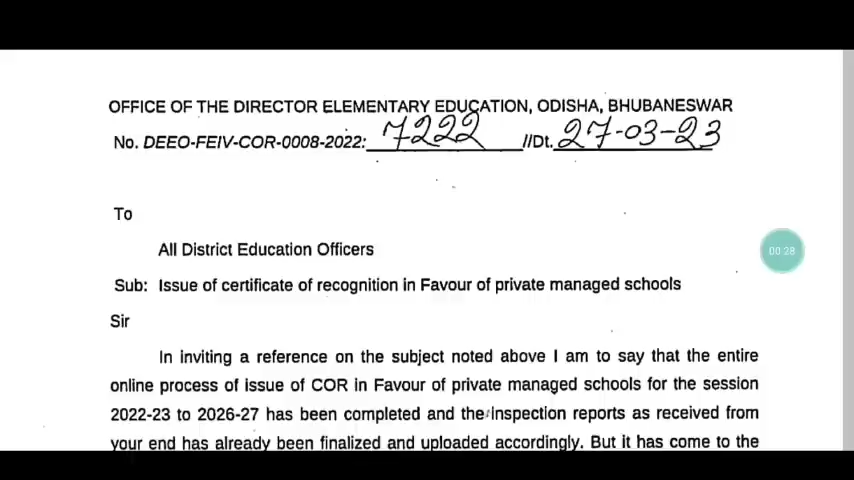 OFFICE OF THE DIRECTOR ELEMENTARY EDUCATION, ODISHA, BHUBANESWAR
No. DEEO-FEIV-COR-0008-2022: 7222 //Dt. 27-03-23
To
All District Education Officers
00:28
Sub: Issue of certificate of recognition in Favour of private managed schools
Sir
In inviting a reference on the subject noted above I am to say that the entire
online process of issue of COR in Favour of private managed schools for the session
2022-23 to 2026-27 has been completed and the Inspection reports as received from
your end has already been finalized and uploaded accordingly. But it has come to the